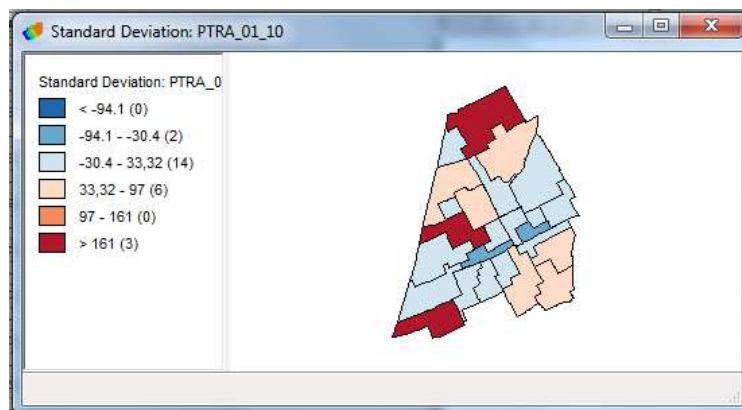 Standard Deviation: PTRA_01_10
Standard Deviation: PTRA_0
< -94.1 (0)
-94.1 - -30.4 (2)
-30.4 - 33,32 (14)
33,32 - 97 (6)
97 - 161 (0)
> 161 (3)